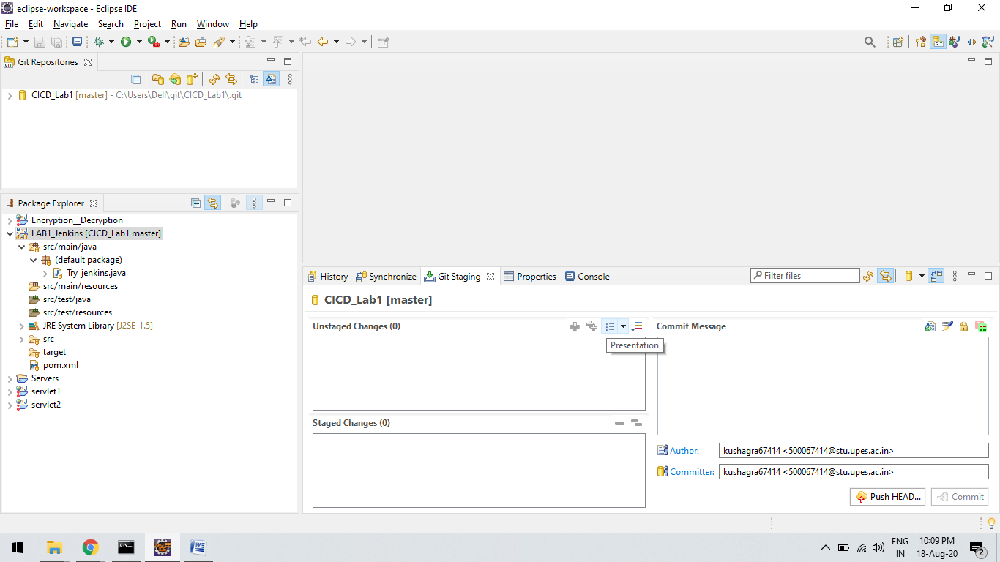 eclipse-workspace - Eclipse IDE
File Edit Navigate Search Project Run Window Help
Git Repositories
CICD_Lab1 [master] - C:\Users\Dell\git\CICD_Lab1\.git
Package Explorer
Encryption__Decryption
LAB1_Jenkins [CICD_Lab1 master]
src/main/java
(default package)
Try_jenkins.java
src/main/resources
src/test/java
src/test/resources
JRE System Library [J2SE-1.5]
src
target
pom.xml
Servers
servlet1
servlet2
History Synchronize Git Staging Properties Console
Filter files
CICD_Lab1 [master]
Unstaged Changes (0)
Presentation
Staged Changes (0)
Commit Message
Author: kushagra67414 <500067414@stu.upes.ac.in>
Committer: kushagra67414 <500067414@stu.upes.ac.in>
Push HEAD... Commit
ENG
IN
10:09 PM
18-Aug-20
2